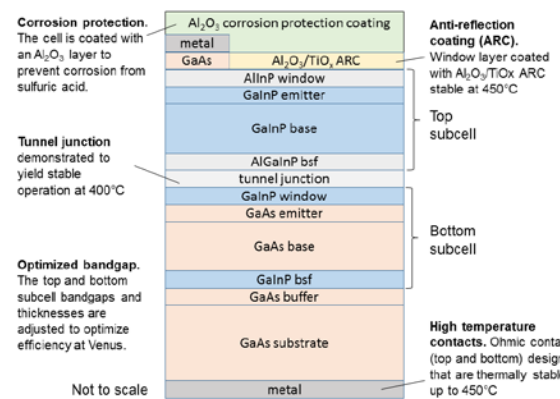 Corrosion protection.
The cell is coated with
an Al₂O₃ layer to
prevent corrosion from
sulfuric acid.
Tunnel junction
demonstrated to
yield stable
operation at 400°C
Optimized bandgap.
The top and bottom
subcell bandgaps and
thicknesses are
adjusted to optimize
efficiency at Venus.
Not to scale
Al₂O₃ corrosion protection coating
metal
GaAs
Al₂O₃/TiOₓ ARC
AlInP window
GaInP emitter
GaInP base
AlGaInP bsf
tunnel junction
GaInP window
GaAs emitter
GaAs base
GaInP bsf
GaAs buffer
GaAs substrate
metal
Anti-reflection
coating (ARC).
Window layer coated
with Al₂O₃/TiOx ARC
stable at 450°C
Top
subcell
Bottom
subcell
High temperature
contacts. Ohmic conta
(top and bottom) desig
that are thermally stabl
up to 450°C